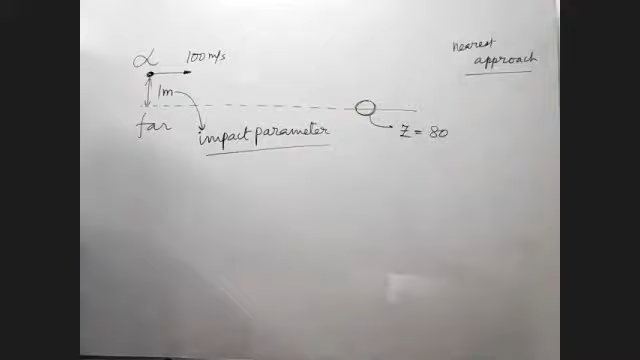 nearest
approach
α 100 m/s
1m
far
impact parameter
Z = 80